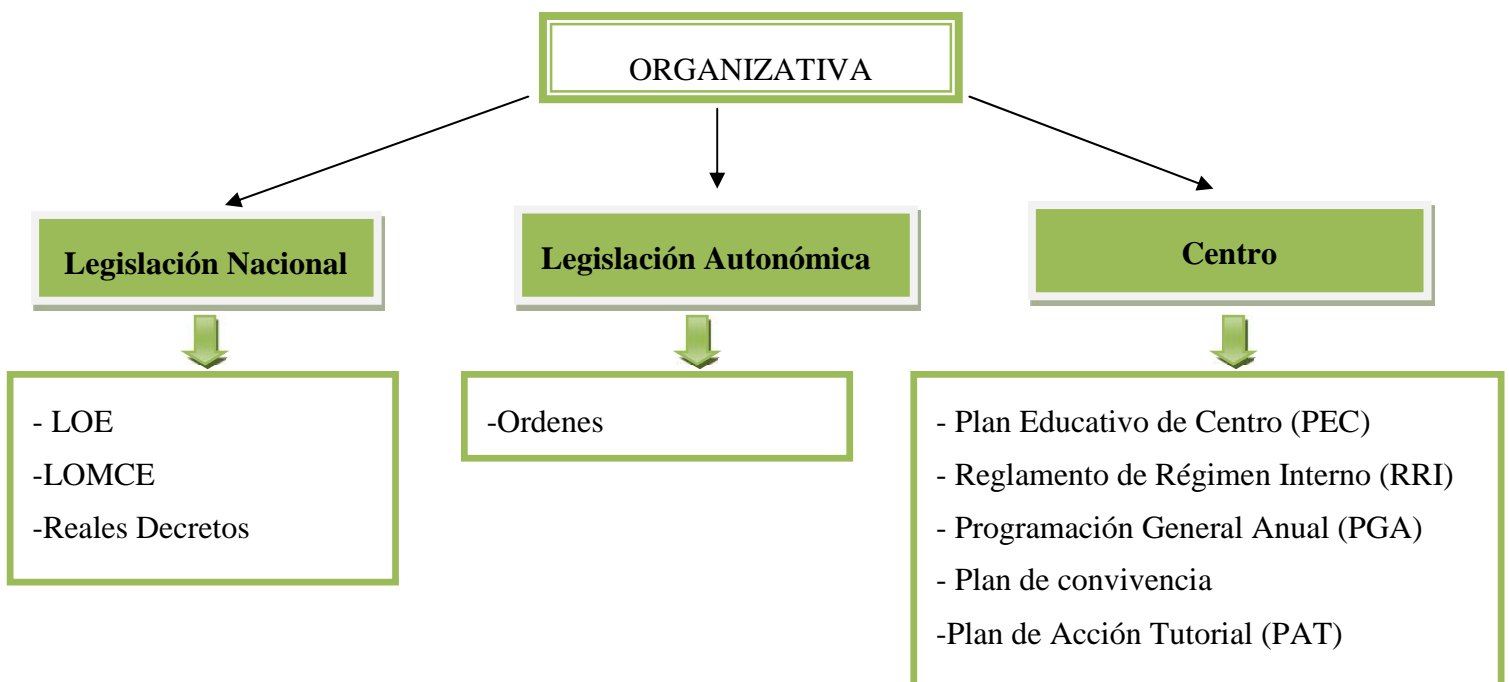 ORGANIZATIVA
Legislación Nacional
Legislación Autonómica
Centro
- LOE
-LOMCE
-Reales Decretos
-Ordenes
- Plan Educativo de Centro (PEC)
- Reglamento de Régimen Interno (RRI)
- Programación General Anual (PGA)
- Plan de convivencia
-Plan de Acción Tutorial (PAT)